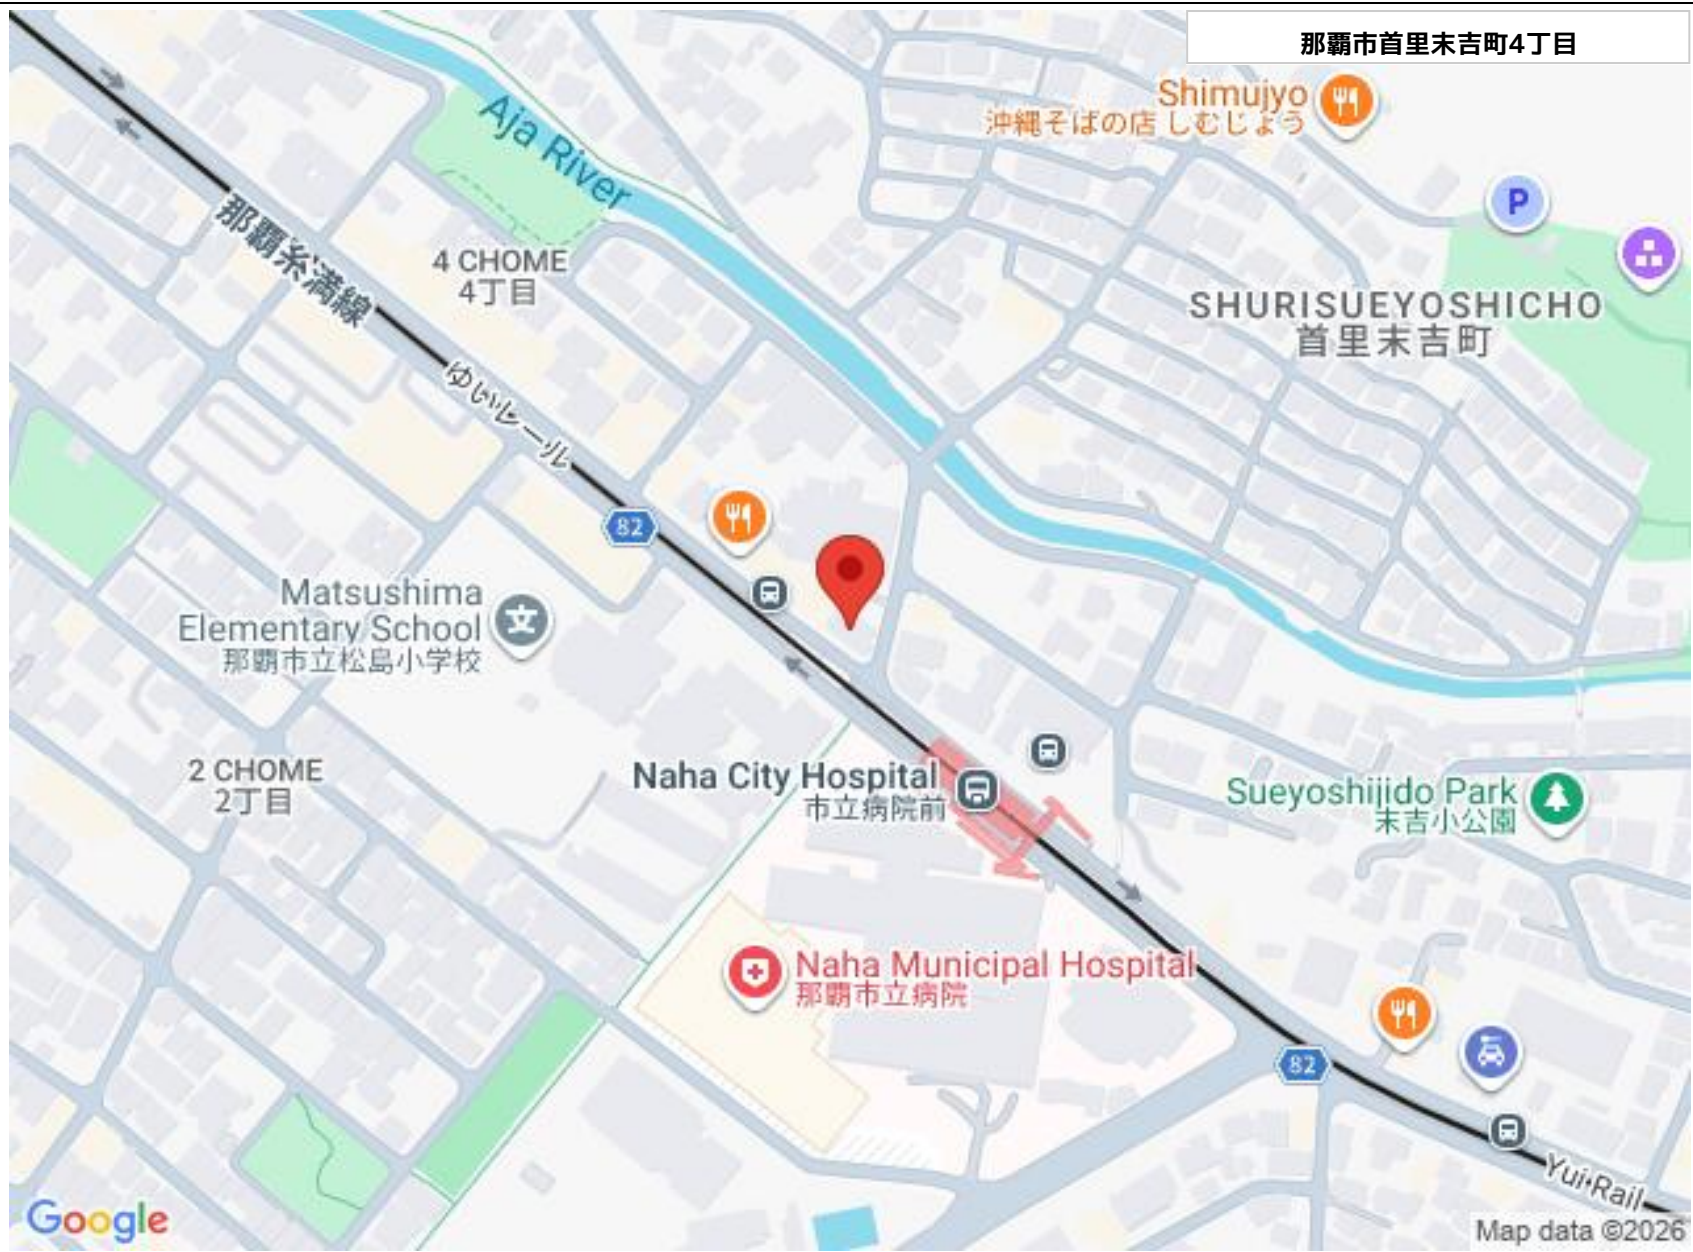 那覇市首里末吉町4丁目
Shimujyo
沖縄そばの店 しむじょう
P
Aja River
那覇糸満線
4 CHOME
4丁目
SHURISUEYOSHICHO
首里末吉町
ゆいレール
82
Matsushima
Elementary School
那覇市立松島小学校
文
2 CHOME
2丁目
Naha City Hospital
市立病院前
Sueyoshijido Park
末吉小公園
Naha Municipal Hospital
那覇市立病院
82
Yui Rail
Google
Map data ©2026